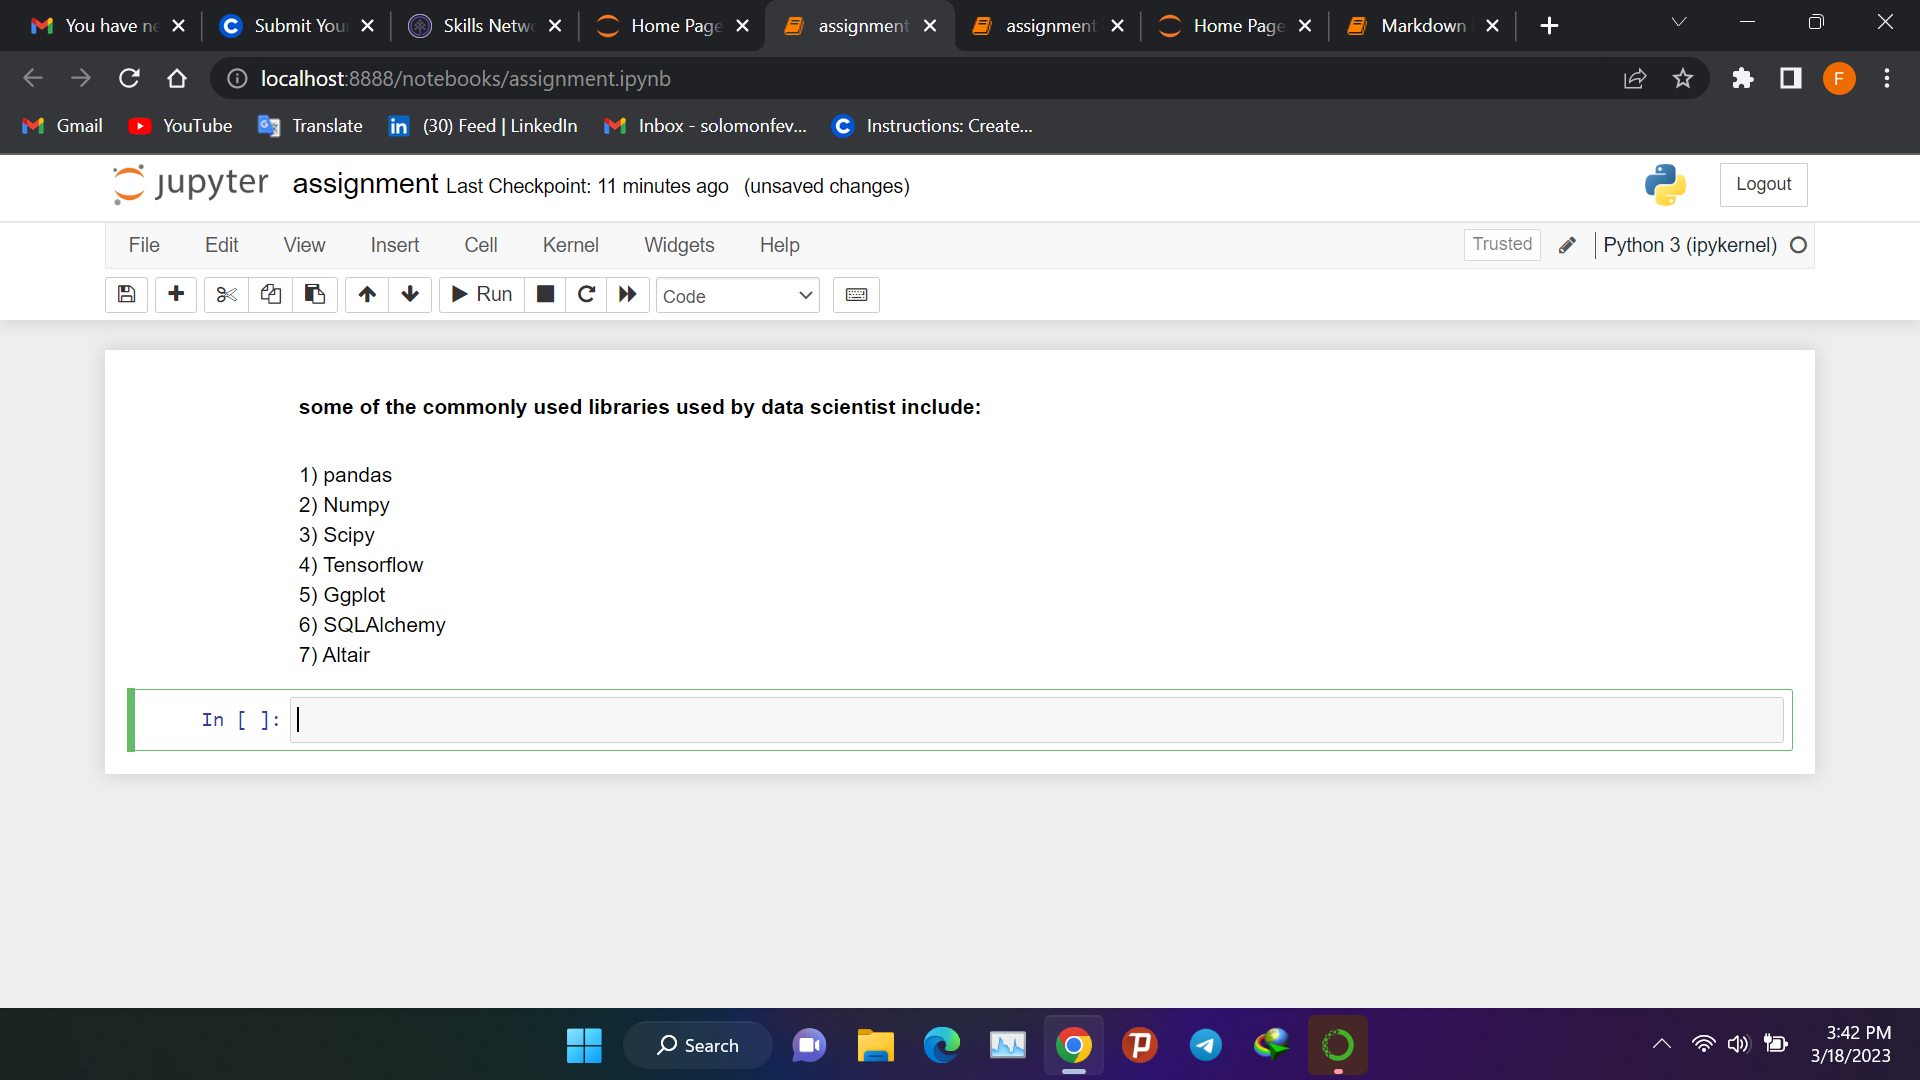 You have ne
Submit You
Skills Netwo
Home Page
assignment
assignment
Home Page
Markdown i
localhost:8888/notebooks/assignment.ipynb
F
Gmail
YouTube
Translate
(30) Feed | LinkedIn
Inbox - solomonfev...
Instructions: Create...
jupyter assignment Last Checkpoint: 11 minutes ago (unsaved changes)
Logout
File Edit View Insert Cell Kernel Widgets Help
Trusted
Python 3 (ipykernel)
Run
Code
some of the commonly used libraries used by data scientist include:
1) pandas
2) Numpy
3) Scipy
4) Tensorflow
5) Ggplot
6) SQLAlchemy
7) Altair
In [ ]:
Search
3:42 PM
3/18/2023